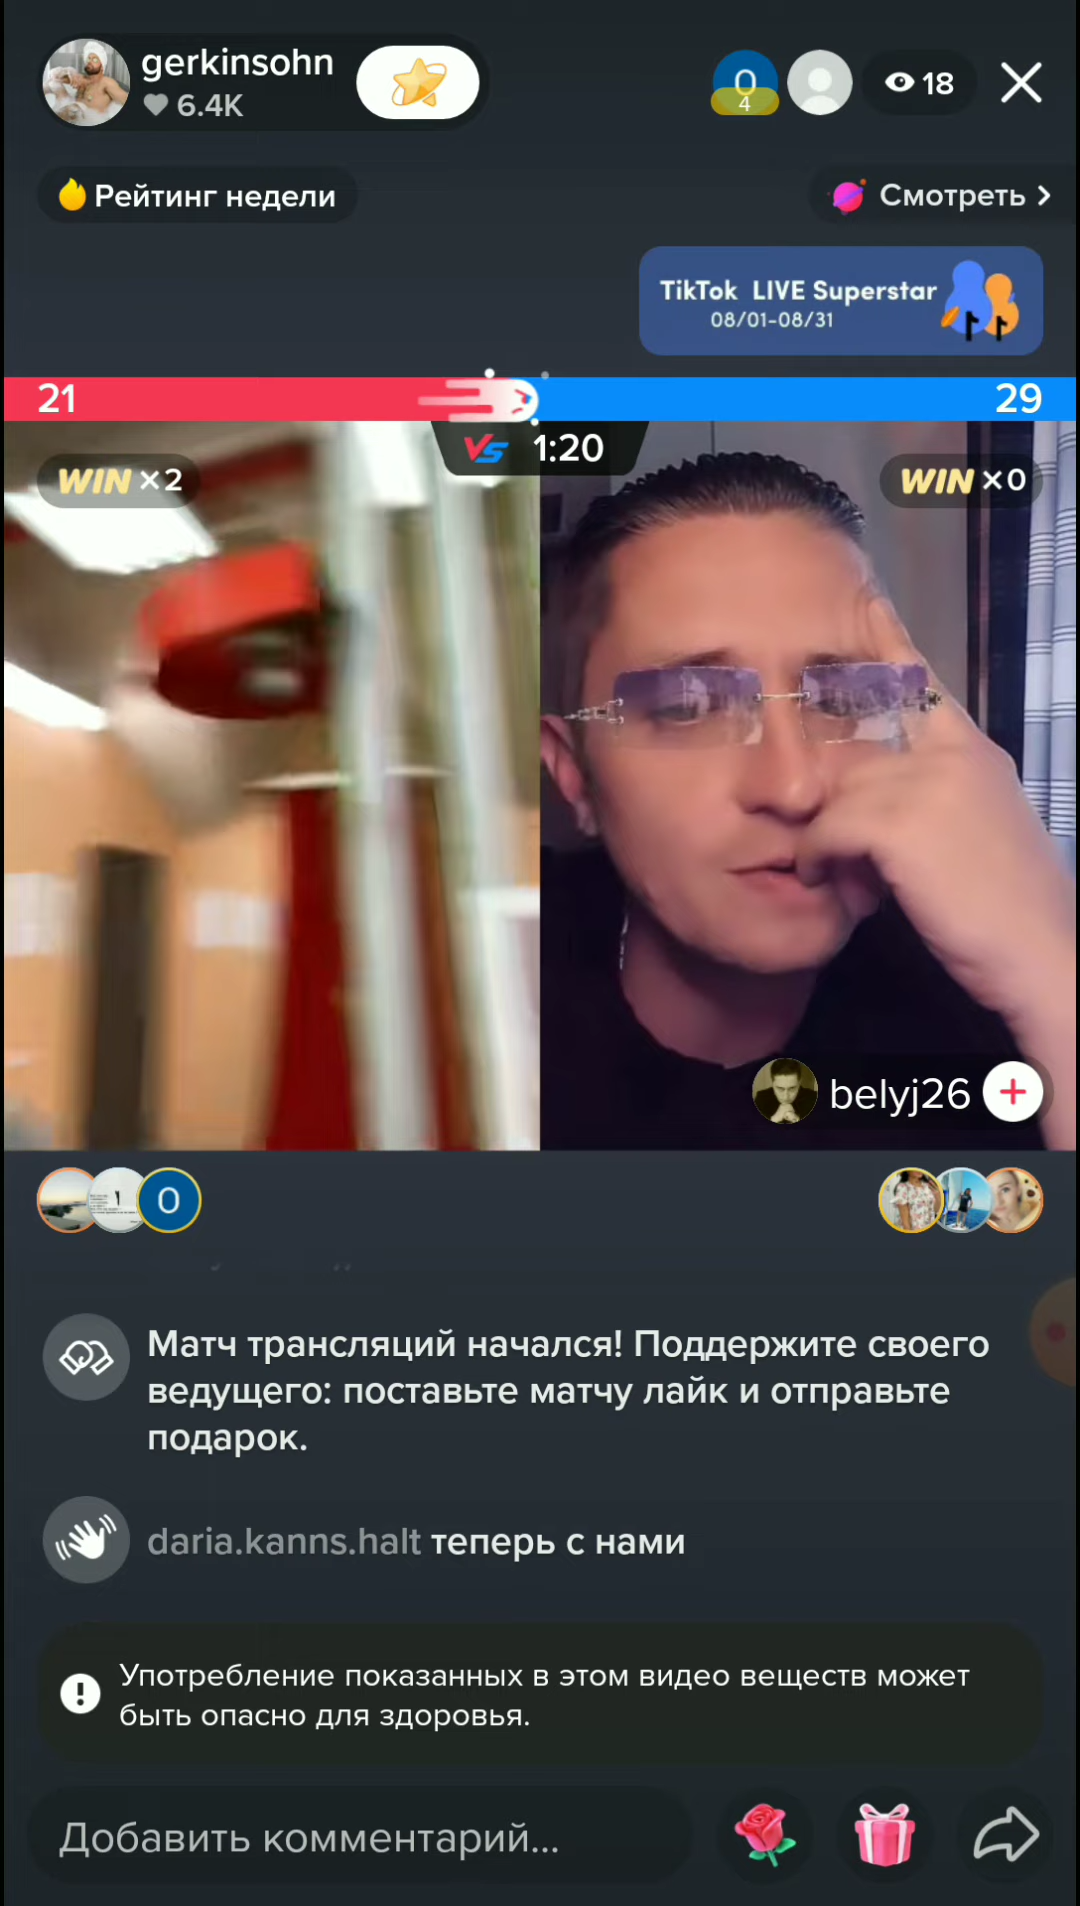 gerkinsohn
6.4K
0
4
18
Рейтинг недели
Смотреть
TikTok LIVE Superstar
08/01-08/31
21
29
VS 1:20
WIN ×2
WIN ×0
belyj26
0
Матч трансляций начался! Поддержите своего
ведущего: поставьте матчу лайк и отправьте
подарок.
daria.kanns.halt теперь с нами
Употребление показанных в этом видео веществ может
быть опасно для здоровья.
Добавить комментарий...